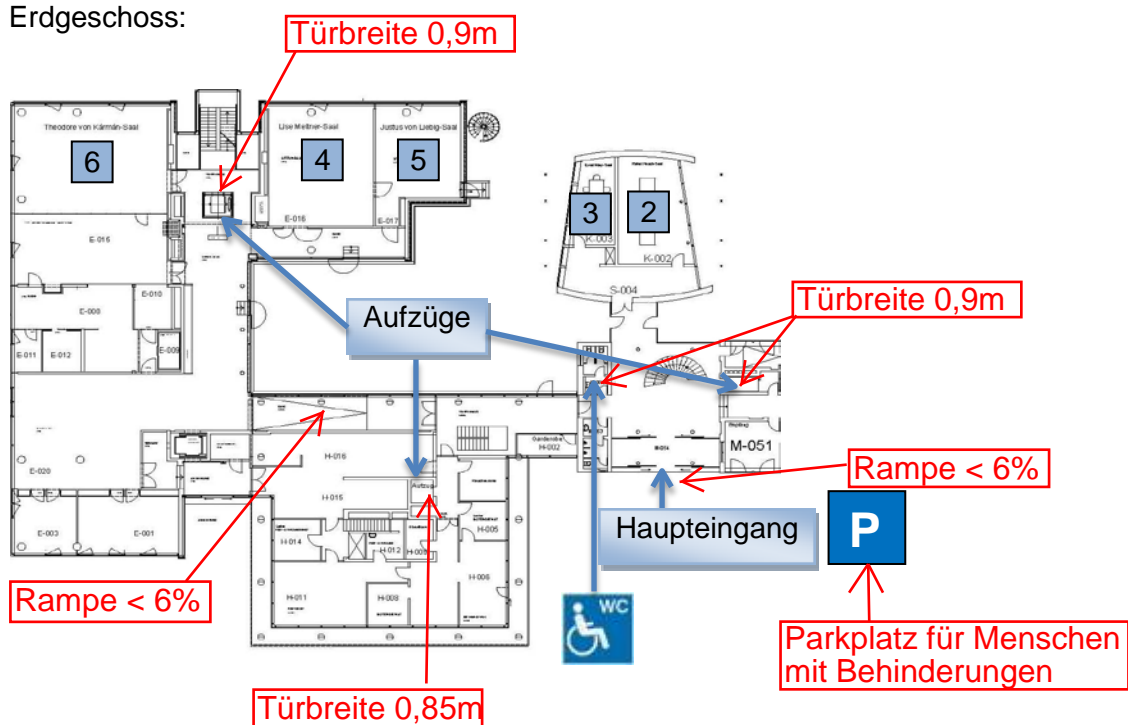 Erdgeschoss:
Türbreite 0,9m
Theodore von Kármán-Saal
6
Lise Meitner-Saal
4
Justus von Liebig-Saal
5
E-016
E-017
3
2
K-003
K-002
S-004
E-015
E-008
E-010
E-011
E-012
E-009
Aufzüge
Türbreite 0,9m
Garderobe
H-002
M-014
M-051
Rampe < 6%
H-016
E-020
H-015
Aufzug
E-003
E-001
H-014
H-012
H-005
H-006
H-011
H-009
Haupteingang
P
Rampe < 6%
WC
Parkplatz für Menschen
mit Behinderungen
Türbreite 0,85m